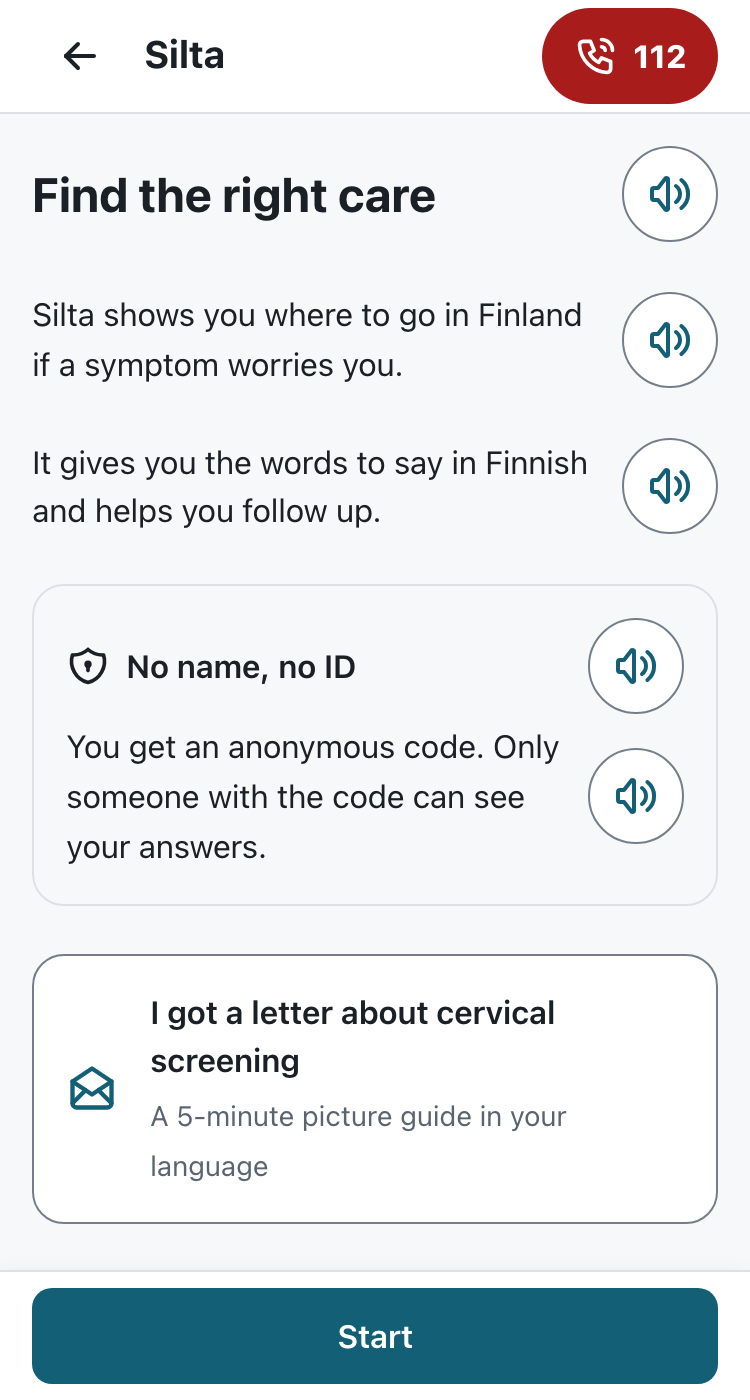 Silta
112
Find the right care
Silta shows you where to go in Finland
if a symptom worries you.
It gives you the words to say in Finnish
and helps you follow up.
No name, no ID
You get an anonymous code. Only
someone with the code can see
your answers.
I got a letter about cervical
screening
A 5-minute picture guide in your
language
Start